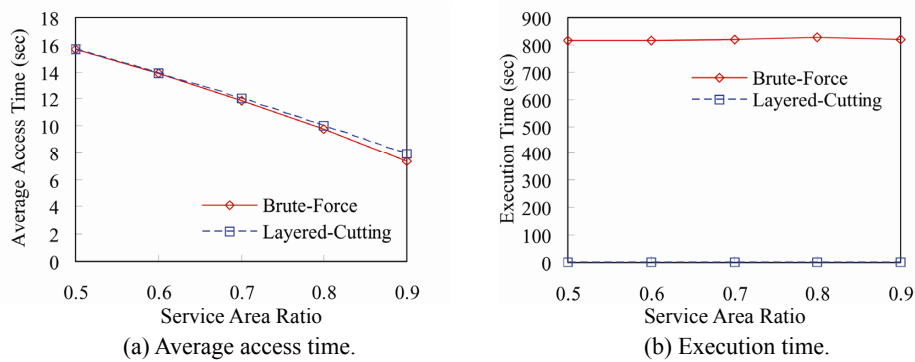 18
16
14
12
10
8
6
4
2
0
Average Access Time (sec)
Brute-Force
Layered-Cutting
0.5 0.6 0.7 0.8 0.9
Service Area Ratio
(a) Average access time.
900
800
700
600
500
400
300
200
100
0
Execution Time (sec)
Brute-Force
Layered-Cutting
0.5 0.6 0.7 0.8 0.9
Service Area Ratio
(b) Execution time.